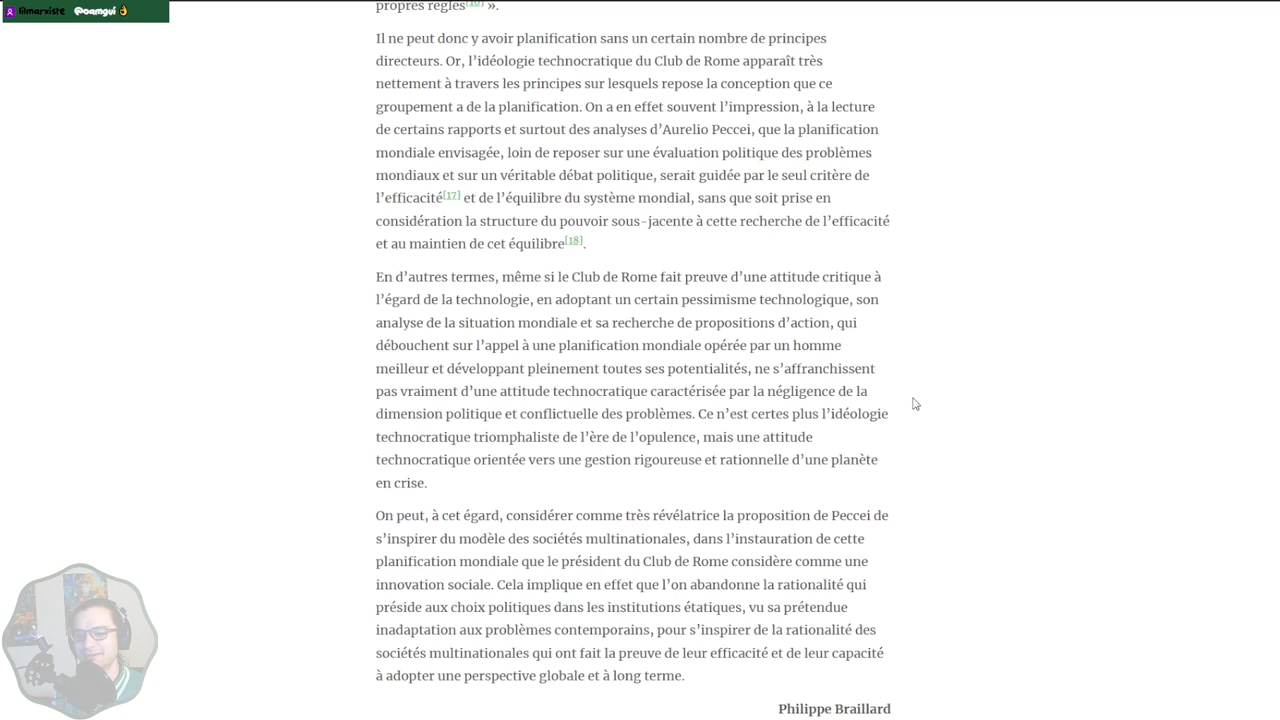 filmarxiste @oamgui
propres règles[16] ».
Il ne peut donc y avoir planification sans un certain nombre de principes
directeurs. Or, l’idéologie technocratique du Club de Rome apparaît très
nettement à travers les principes sur lesquels repose la conception que ce
groupement a de la planification. On a en effet souvent l’impression, à la lecture
de certains rapports et surtout des analyses d’Aurelio Peccei, que la planification
mondiale envisagée, loin de reposer sur une évaluation politique des problèmes
mondiaux et sur un véritable débat politique, serait guidée par le seul critère de
l’efficacité[17] et de l’équilibre du système mondial, sans que soit prise en
considération la structure du pouvoir sous-jacente à cette recherche de l’efficacité
et au maintien de cet équilibre[18].
En d’autres termes, même si le Club de Rome fait preuve d’une attitude critique à
l’égard de la technologie, en adoptant un certain pessimisme technologique, son
analyse de la situation mondiale et sa recherche de propositions d’action, qui
débouchent sur l’appel à une planification mondiale opérée par un homme
meilleur et développant pleinement toutes ses potentialités, ne s’affranchissent
pas vraiment d’une attitude technocratique caractérisée par la négligence de la
dimension politique et conflictuelle des problèmes. Ce n’est certes plus l’idéologie
technocratique triomphaliste de l’ère de l’opulence, mais une attitude
technocratique orientée vers une gestion rigoureuse et rationnelle d’une planète
en crise.
On peut, à cet égard, considérer comme très révélatrice la proposition de Peccei de
s’inspirer du modèle des sociétés multinationales, dans l’instauration de cette
planification mondiale que le président du Club de Rome considère comme une
innovation sociale. Cela implique en effet que l’on abandonne la rationalité qui
préside aux choix politiques dans les institutions étatiques, vu sa prétendue
inadaptation aux problèmes contemporains, pour s’inspirer de la rationalité des
sociétés multinationales qui ont fait la preuve de leur efficacité et de leur capacité
à adopter une perspective globale et à long terme.
Philippe Braillard